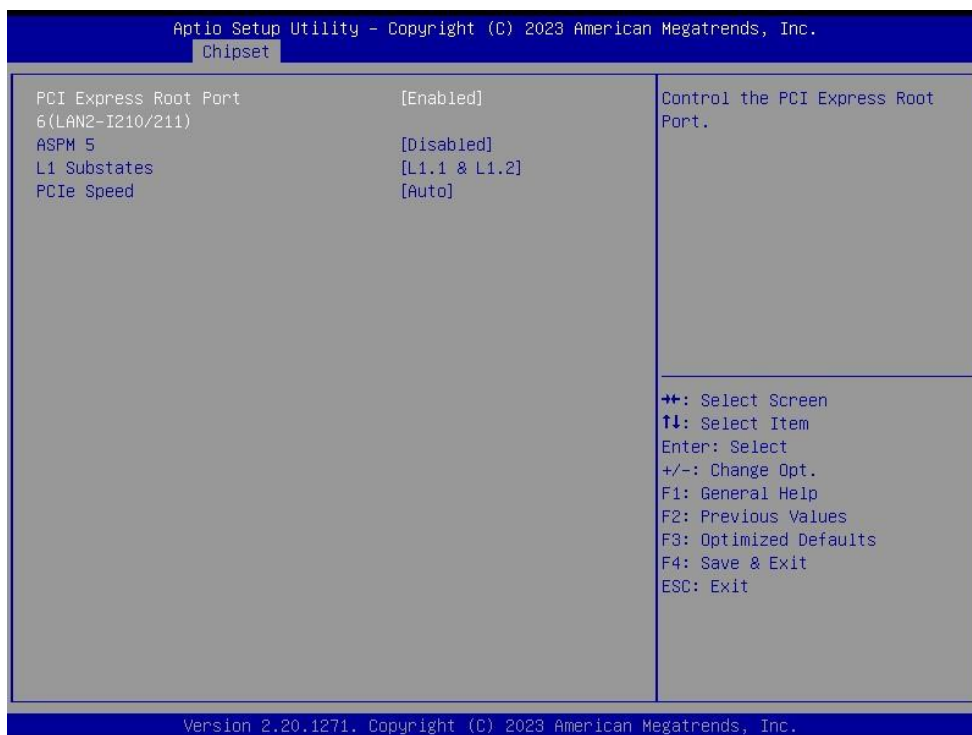 Aptio Setup Utility – Copyright (C) 2023 American Megatrends, Inc.
Chipset
PCI Express Root Port [Enabled]
6(LAN2-I210/211)
ASPM 5 [Disabled]
L1 Substates [L1.1 & L1.2]
PCIe Speed [Auto]
Control the PCI Express Root
Port.
→←: Select Screen
↑↓: Select Item
Enter: Select
+/-: Change Opt.
F1: General Help
F2: Previous Values
F3: Optimized Defaults
F4: Save & Exit
ESC: Exit
Version 2.20.1271. Copyright (C) 2023 American Megatrends, Inc.